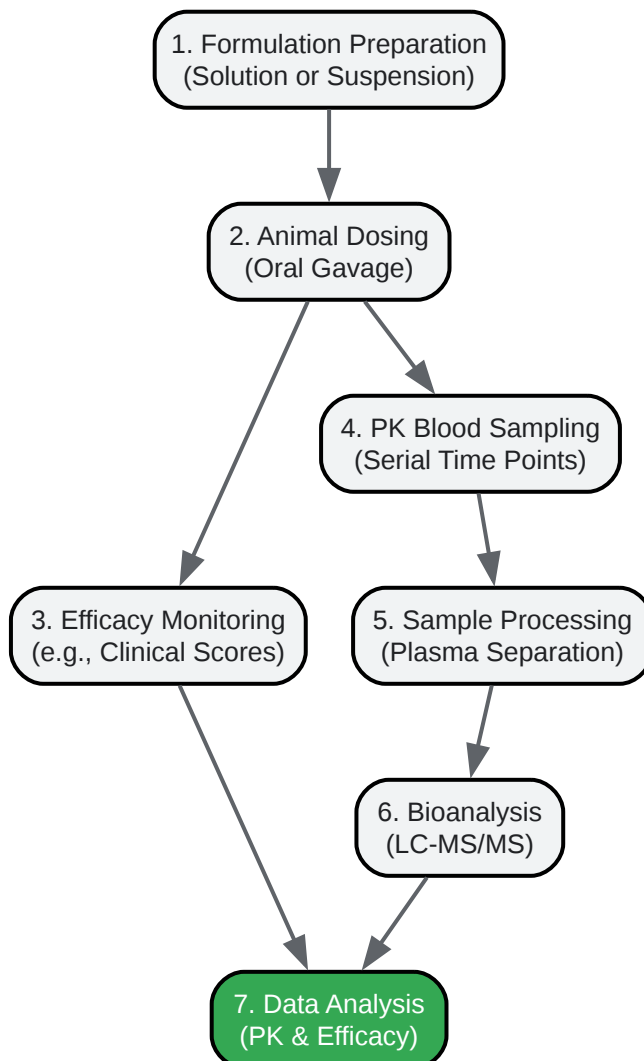 1. Formulation Preparation
(Solution or Suspension)
2. Animal Dosing
(Oral Gavage)
4. PK Blood Sampling
(Serial Time Points)
3. Efficacy Monitoring
(e.g., Clinical Scores)
5. Sample Processing
(Plasma Separation)
6. Bioanalysis
(LC-MS/MS)
7. Data Analysis
(PK & Efficacy)